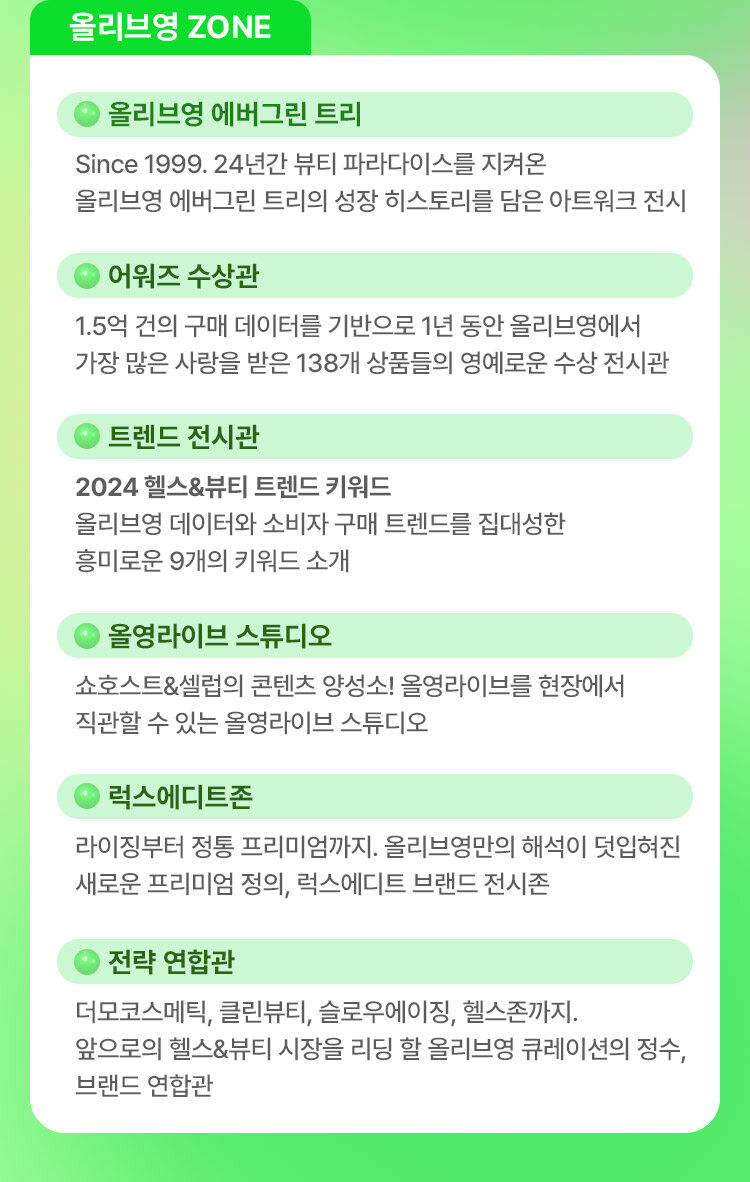 올리브영 ZONE
올리브영 에버그린 트리
Since 1999. 24년간 뷰티 파라다이스를 지켜온
올리브영 에버그린 트리의 성장 히스토리를 담은 아트워크 전시
어워즈 수상관
1.5억 건의 구매 데이터를 기반으로 1년 동안 올리브영에서
가장 많은 사랑을 받은 138개 상품들의 영예로운 수상 전시관
트렌드 전시관
2024 헬스&뷰티 트렌드 키워드
올리브영 데이터와 소비자 구매 트렌드를 집대성한
흥미로운 9개의 키워드 소개
올영라이브 스튜디오
쇼호스트&셀럽의 콘텐츠 양성소! 올영라이브를 현장에서
직관할 수 있는 올영라이브 스튜디오
럭스에디트존
라이징부터 정통 프리미엄까지. 올리브영만의 해석이 덧입혀진
새로운 프리미엄 정의, 럭스에디트 브랜드 전시존
전략 연합관
더모코스메틱, 클린뷰티, 슬로우에이징, 헬스존까지.
앞으로의 헬스&뷰티 시장을 리딩 할 올리브영 큐레이션의 정수,
브랜드 연합관